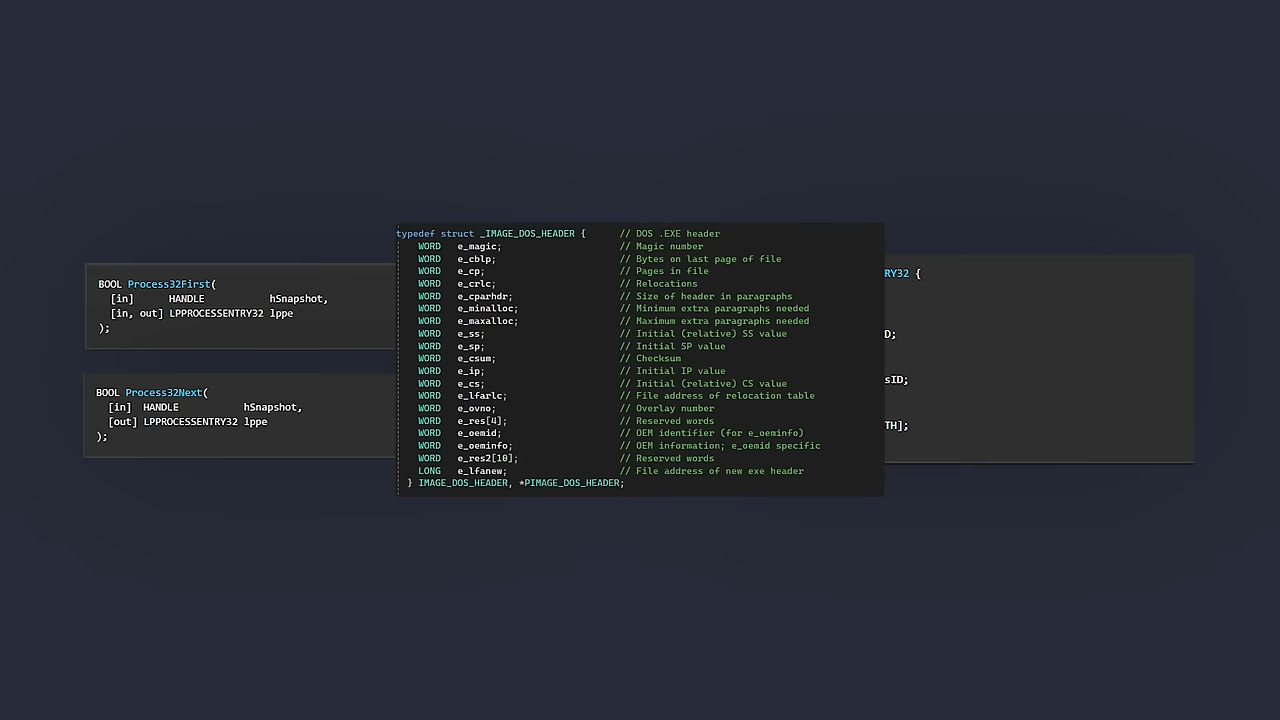 BOOL Process32First(
[in] HANDLE hSnapshot,
[in, out] LPPROCESSENTRY32 lppe
);
BOOL Process32Next(
[in] HANDLE hSnapshot,
[out] LPPROCESSENTRY32 lppe
);
typedef struct _IMAGE_DOS_HEADER { // DOS .EXE header
WORD e_magic; // Magic number
WORD e_cblp; // Bytes on last page of file
WORD e_cp; // Pages in file
WORD e_crlc; // Relocations
WORD e_cparhdr; // Size of header in paragraphs
WORD e_minalloc; // Minimum extra paragraphs needed
WORD e_maxalloc; // Maximum extra paragraphs needed
WORD e_ss; // Initial (relative) SS value
WORD e_sp; // Initial SP value
WORD e_csum; // Checksum
WORD e_ip; // Initial IP value
WORD e_cs; // Initial (relative) CS value
WORD e_lfarlc; // File address of relocation table
WORD e_ovno; // Overlay number
WORD e_res[4]; // Reserved words
WORD e_oemid; // OEM identifier (for e_oeminfo)
WORD e_oeminfo; // OEM information; e_oemid specific
WORD e_res2[10]; // Reserved words
LONG e_lfanew; // File address of new exe header
} IMAGE_DOS_HEADER, *PIMAGE_DOS_HEADER;
RY32 {
D;
sID;
TH];